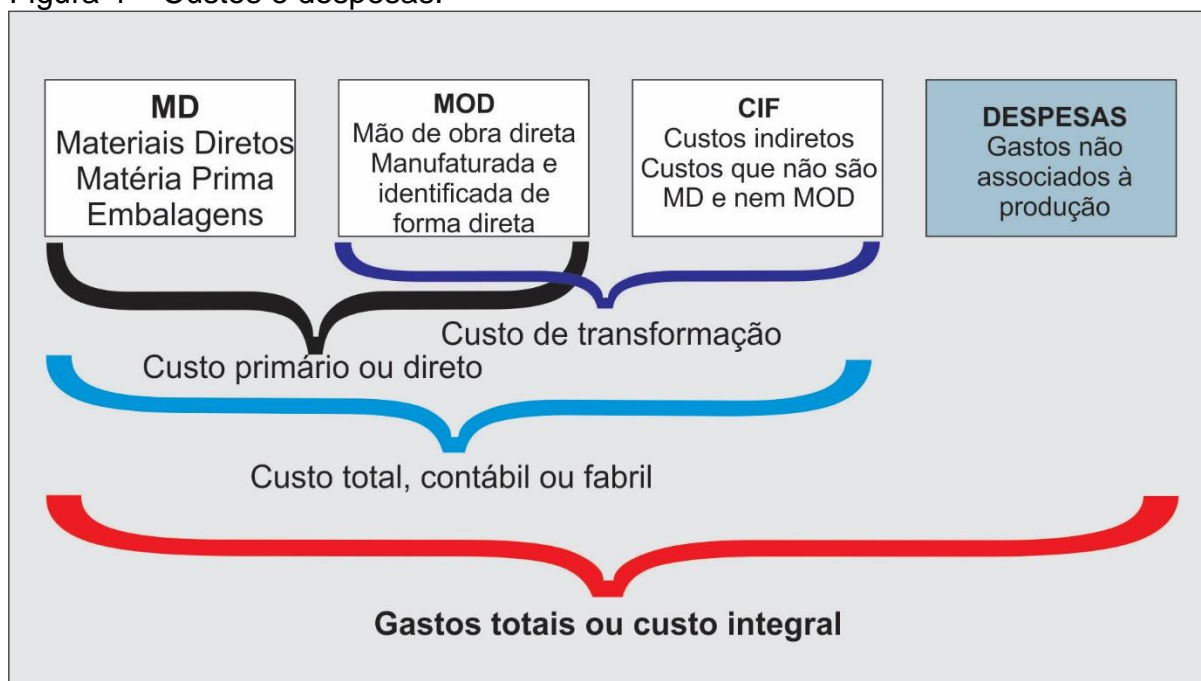 Custos e despesas.
MD
Materiais Diretos
Matéria Prima
Embalagens
MOD
Mão de obra direta
Manufaturada e
identificada de
forma direta
CIF
Custos indiretos
Custos que não são
MD e nem MOD
DESPESAS
Gastos não
associados à
produção
Custo de transformação
Custo primário ou direto
Custo total, contábil ou fabril
Gastos totais ou custo integral